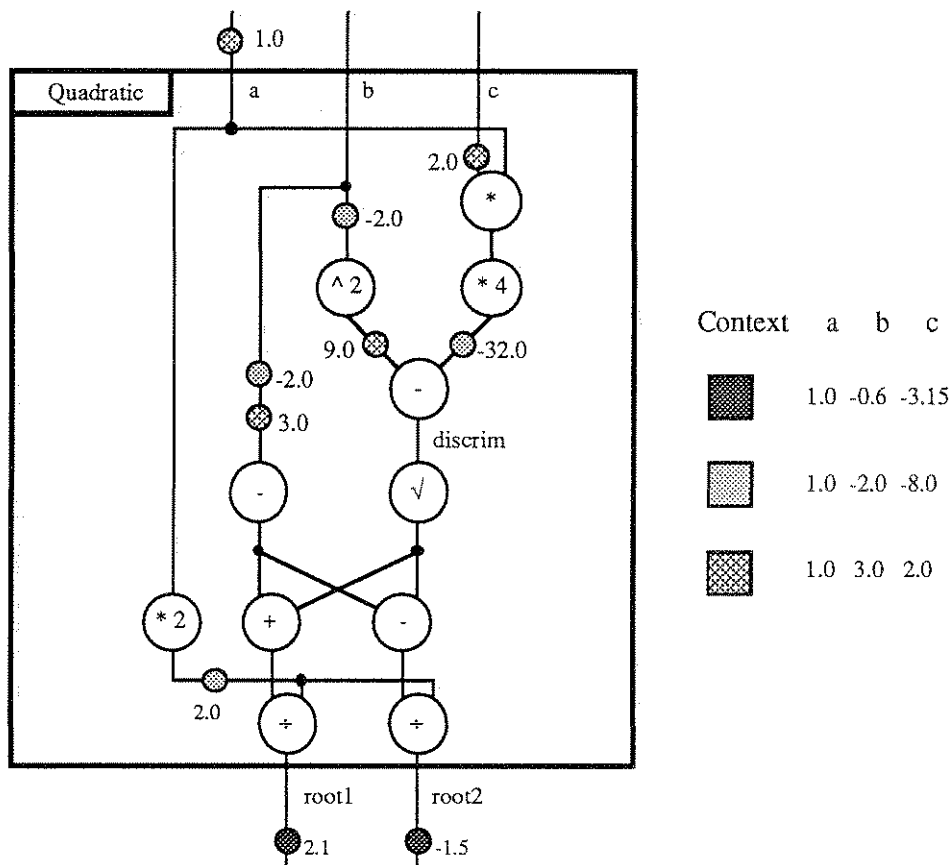 1.0
Quadratic a b c
2.0
*
-2.0
^ 2 * 4
9.0 -32.0
-
-2.0
3.0
discrim
- √
* 2 + -
2.0
÷ ÷
root1 root2
2.1 -1.5
Context a b c
1.0 -0.6 -3.15
1.0 -2.0 -8.0
1.0 3.0 2.0